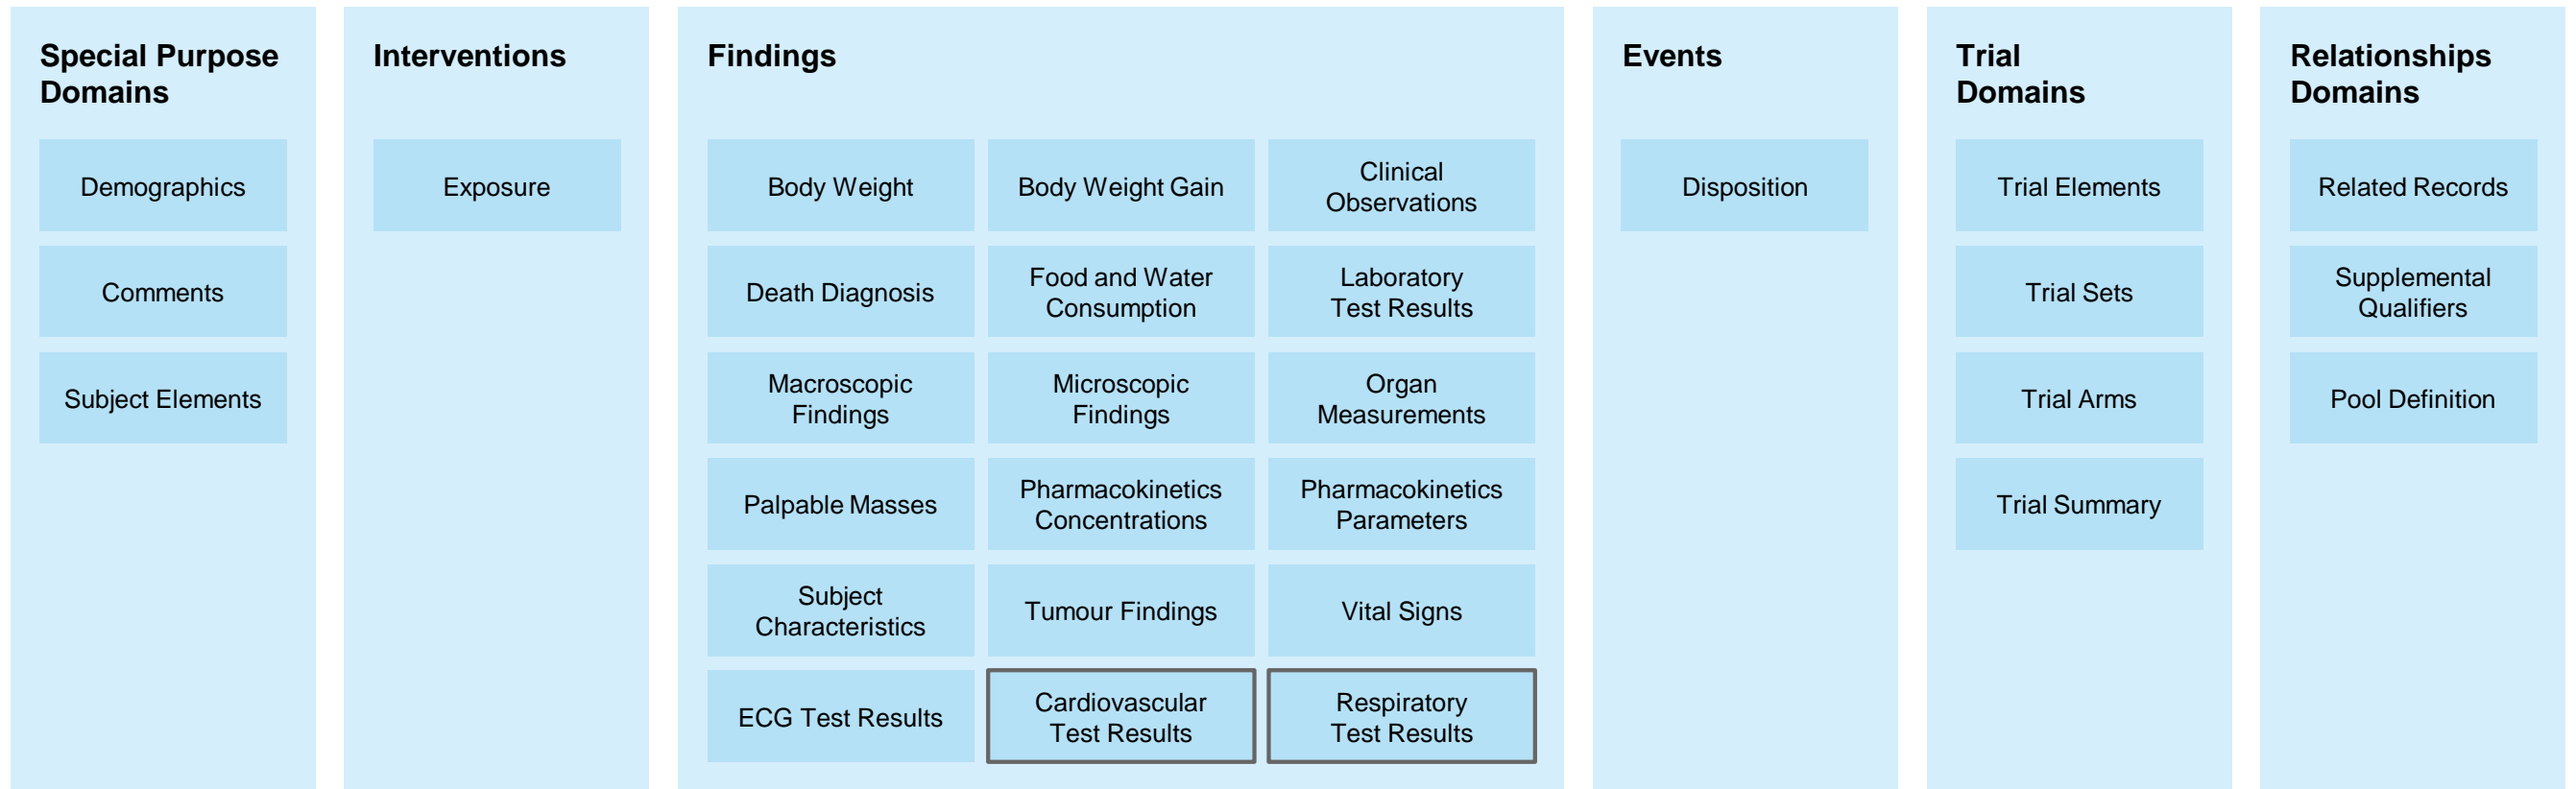 Special Purpose
Domains
Demographics
Comments
Subject Elements
Interventions
Exposure
Findings
Body Weight
Body Weight Gain
Clinical
Observations
Death Diagnosis
Food and Water
Consumption
Laboratory
Test Results
Macroscopic
Findings
Microscopic
Findings
Organ
Measurements
Palpable Masses
Pharmacokinetics
Concentrations
Pharmacokinetics
Parameters
Subject
Characteristics
Tumour Findings
Vital Signs
ECG Test Results
Cardiovascular
Test Results
Respiratory
Test Results
Events
Disposition
Trial
Domains
Trial Elements
Trial Sets
Trial Arms
Trial Summary
Relationships
Domains
Related Records
Supplemental
Qualifiers
Pool Definition